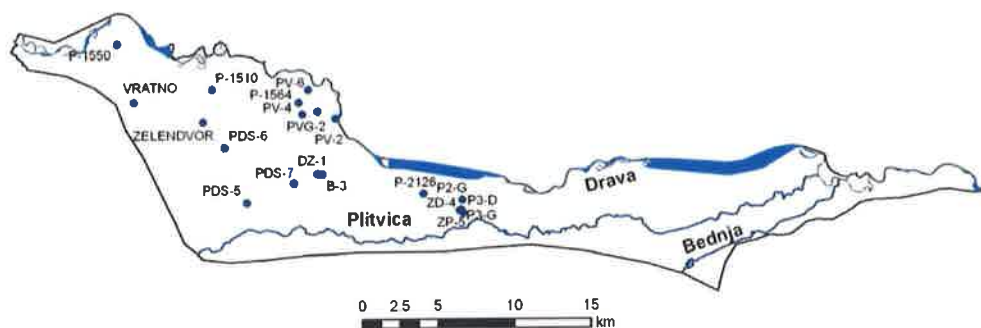 P-1550
P-1510
VRATNO
PV-6
P-1564
PV-4
PVG-2
PV-2
ZELENDVOR
PDS-6
DZ-1
PDS-7
B-3
PDS-5
P-2126
P2-G
ZD-4
P3-D
P3-G
ZP-5
Drava
Plitvica
Bednja
0 2 5 5 10 15
km